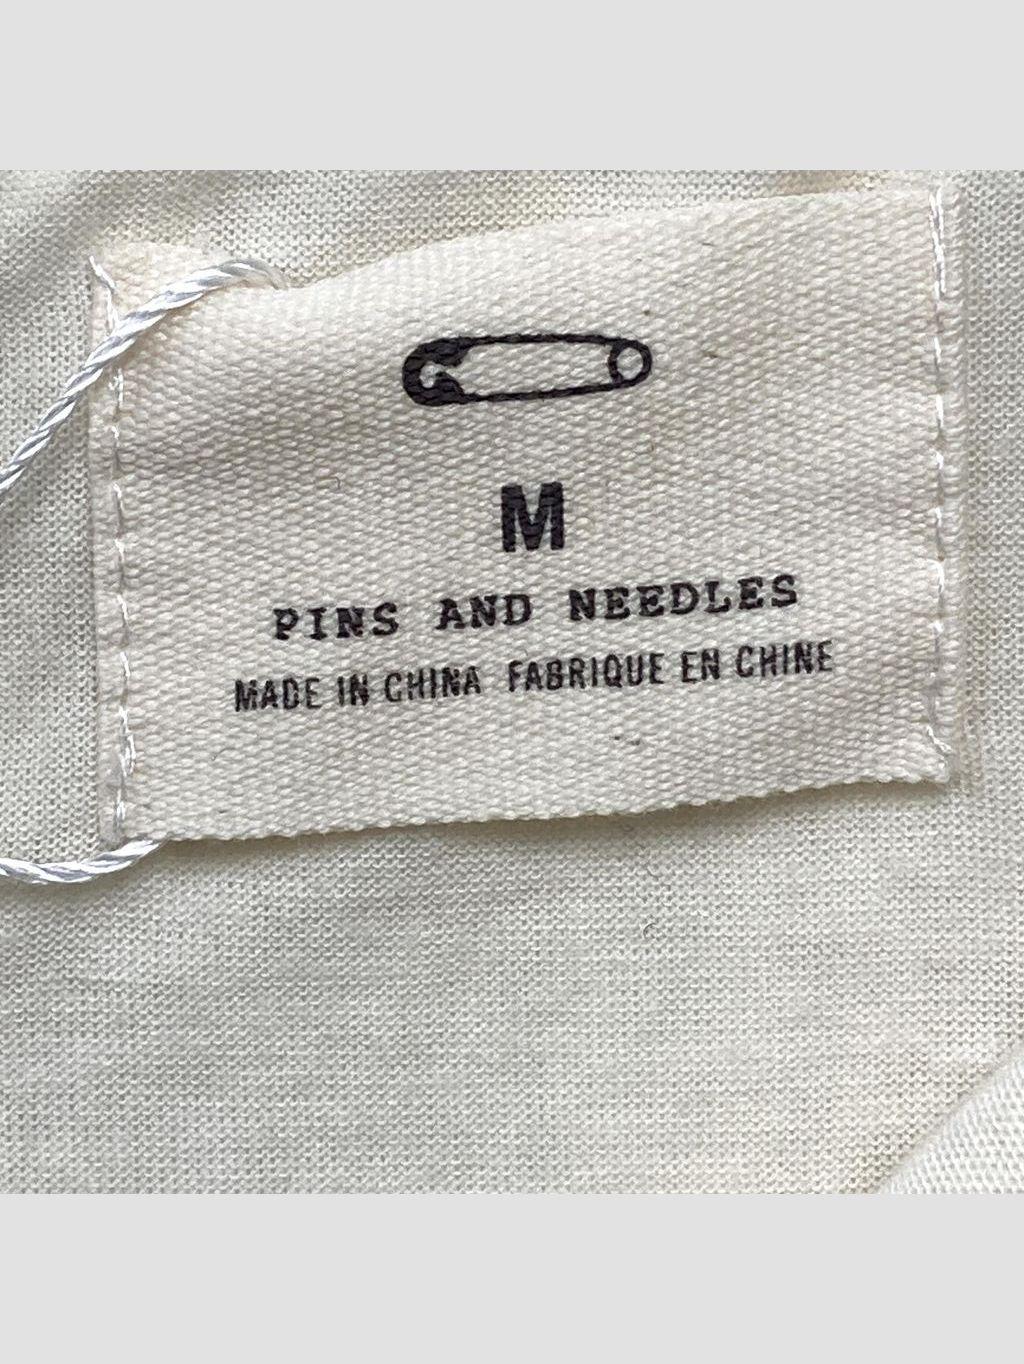 M
PINS AND NEEDLES
MADE IN CHINA FABRIQUE EN CHINE